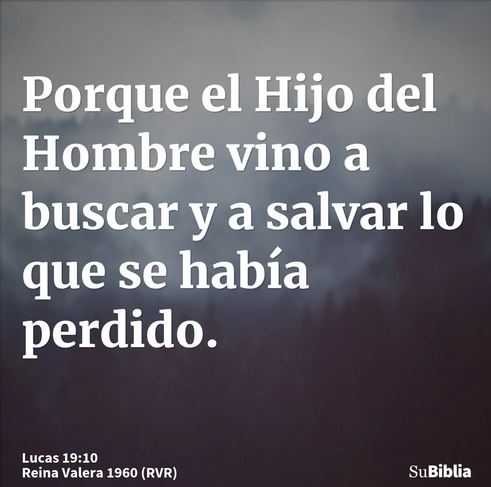 Porque el Hijo del
Hombre vino a
buscar y a salvar lo
que se había
perdido.
Lucas 19:10
Reina Valera 1960 (RVR)
SuBiblia